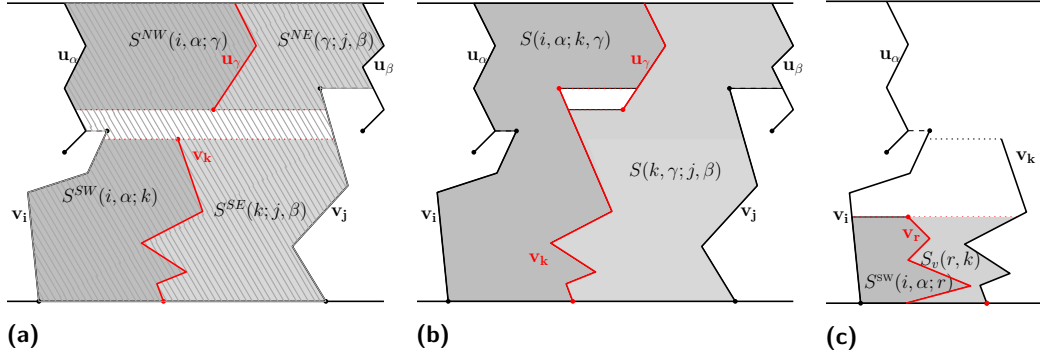 S^{NW}(i, α; γ)
S^{NE}(γ; j, β)
u_α
u_γ
u_β
v_k
S^{SW}(i, α; k)
S^{SE}(k; j, β)
v_i
v_j
(a)
S(i, α; k, γ)
u_α
u_γ
u_β
S(k, γ; j, β)
v_i
v_j
v_k
(b)
u_α
v_k
v_i
v_r
S_v(r, k)
S^{SW}(i, α; r)
(c)